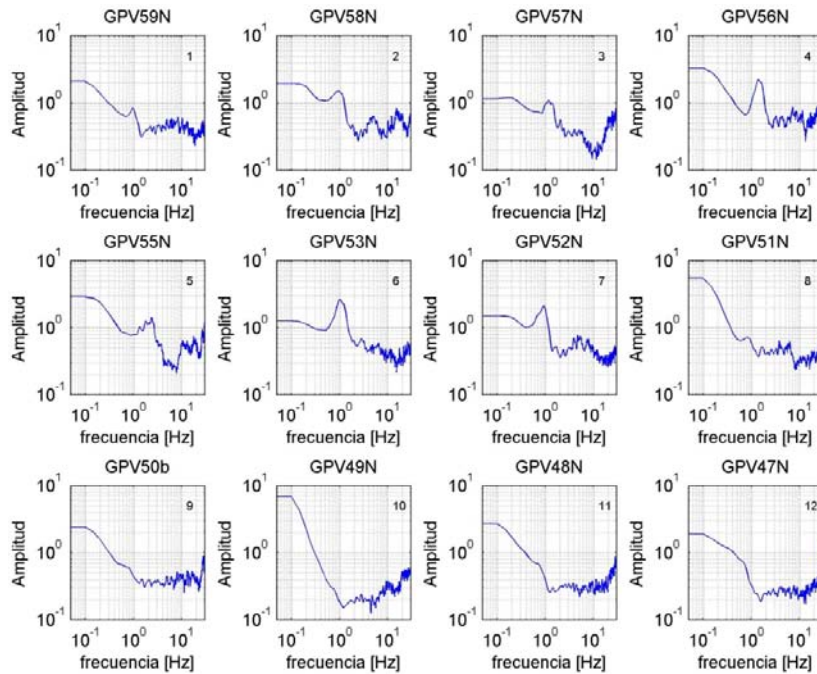 GPV59N GPV58N GPV57N GPV56N
10^1 10^1 10^1 10^1
1 2 3 4
Amplitud Amplitud Amplitud Amplitud
10^0 10^0 10^0 10^0
10^-1 10^-1 10^-1 10^-1
10^-1 10^0 10^1 10^-1 10^0 10^1 10^-1 10^0 10^1 10^-1 10^0 10^1
frecuencia [Hz] frecuencia [Hz] frecuencia [Hz] frecuencia [Hz]
GPV55N GPV53N GPV52N GPV51N
10^1 10^1 10^1 10^1
5 6 7 8
Amplitud Amplitud Amplitud Amplitud
10^0 10^0 10^0 10^0
10^-1 10^-1 10^-1 10^-1
10^-1 10^0 10^1 10^-1 10^0 10^1 10^-1 10^0 10^1 10^-1 10^0 10^1
frecuencia [Hz] frecuencia [Hz] frecuencia [Hz] frecuencia [Hz]
GPV50b GPV49N GPV48N GPV47N
10^1 10^1 10^1 10^1
9 10 11 12
Amplitud Amplitud Amplitud Amplitud
10^0 10^0 10^0 10^0
10^-1 10^-1 10^-1 10^-1
10^-1 10^0 10^1 10^-1 10^0 10^1 10^-1 10^0 10^1 10^-1 10^0 10^1
frecuencia [Hz] frecuencia [Hz] frecuencia [Hz] frecuencia [Hz]